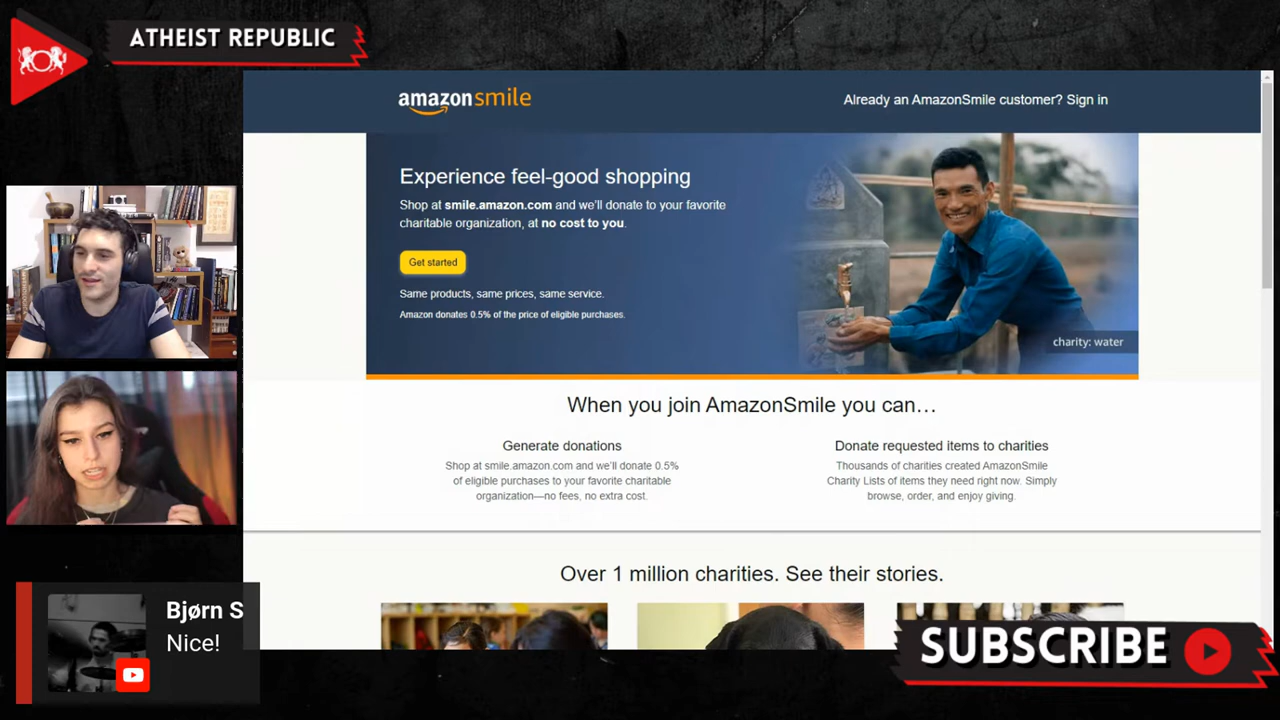 ATHEIST REPUBLIC
amazonsmile
Already an AmazonSmile customer? Sign in
Experience feel-good shopping
Shop at smile.amazon.com and we'll donate to your favorite
charitable organization, at no cost to you.
Get started
Same products, same prices, same service.
Amazon donates 0.5% of the price of eligible purchases.
charity: water
When you join AmazonSmile you can…
Generate donations
Shop at smile.amazon.com and we'll donate 0.5%
of eligible purchases to your favorite charitable
organization—no fees, no extra cost.
Donate requested items to charities
Thousands of charities created AmazonSmile
Charity Lists of items they need right now. Simply
browse, order, and enjoy giving.
Over 1 million charities. See their stories.
Bjørn S
Nice!
SUBSCRIBE